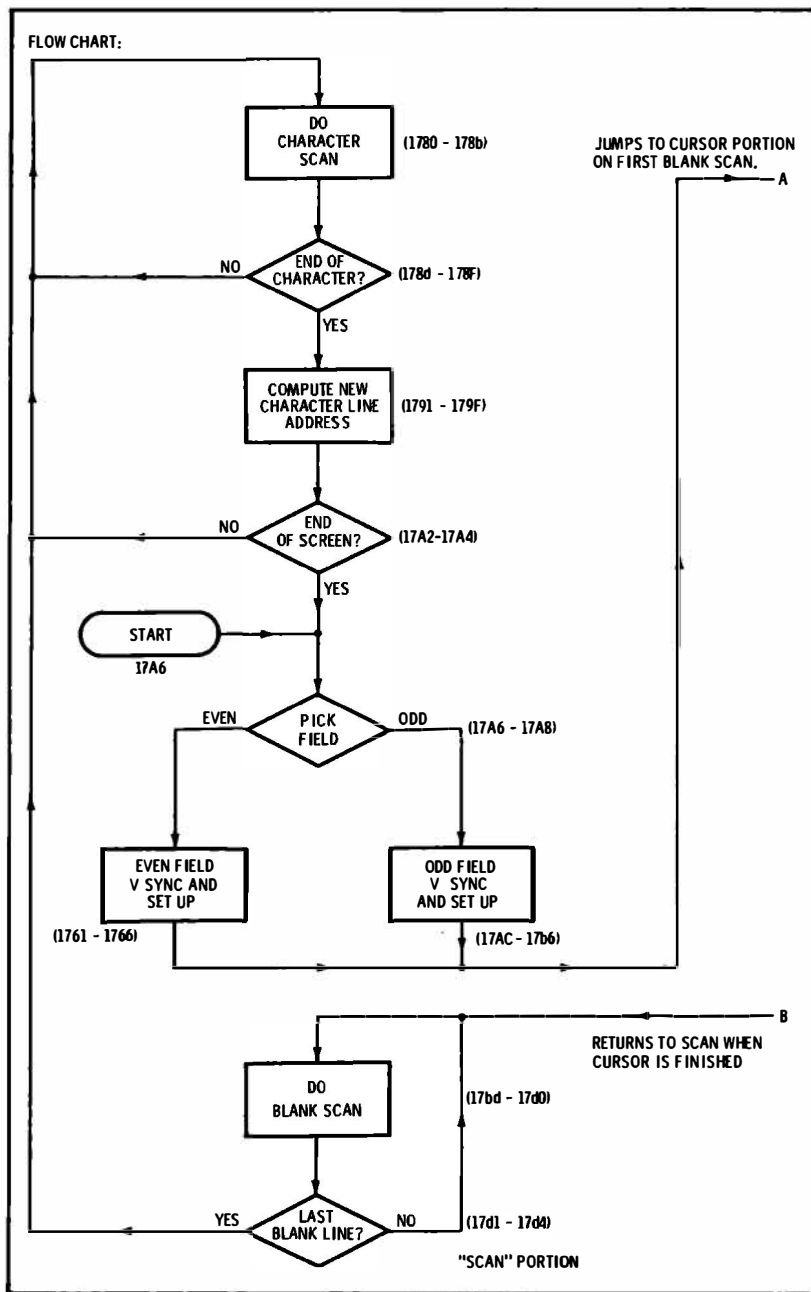 FLOW CHART:
DO
CHARACTER
SCAN
(1780 - 178b)
JUMPS TO CURSOR PORTION
ON FIRST BLANK SCAN.
A
NO
END OF
CHARACTER?
(178d - 178F)
YES
COMPUTE NEW
CHARACTER LINE
ADDRESS
(1791 - 179F)
NO
END
OF SCREEN?
(17A2-17A4)
YES
START
17A6
EVEN
PICK
FIELD
ODD
(17A6 - 17A8)
EVEN FIELD
V SYNC AND
SET UP
(1761 - 1766)
ODD FIELD
V SYNC
AND SET UP
(17AC - 17b6)
B
RETURNS TO SCAN WHEN
CURSOR IS FINISHED
DO
BLANK SCAN
(17bd - 17d0)
YES
LAST
BLANK LINE?
NO
(17d1 - 17d4)
"SCAN" PORTION